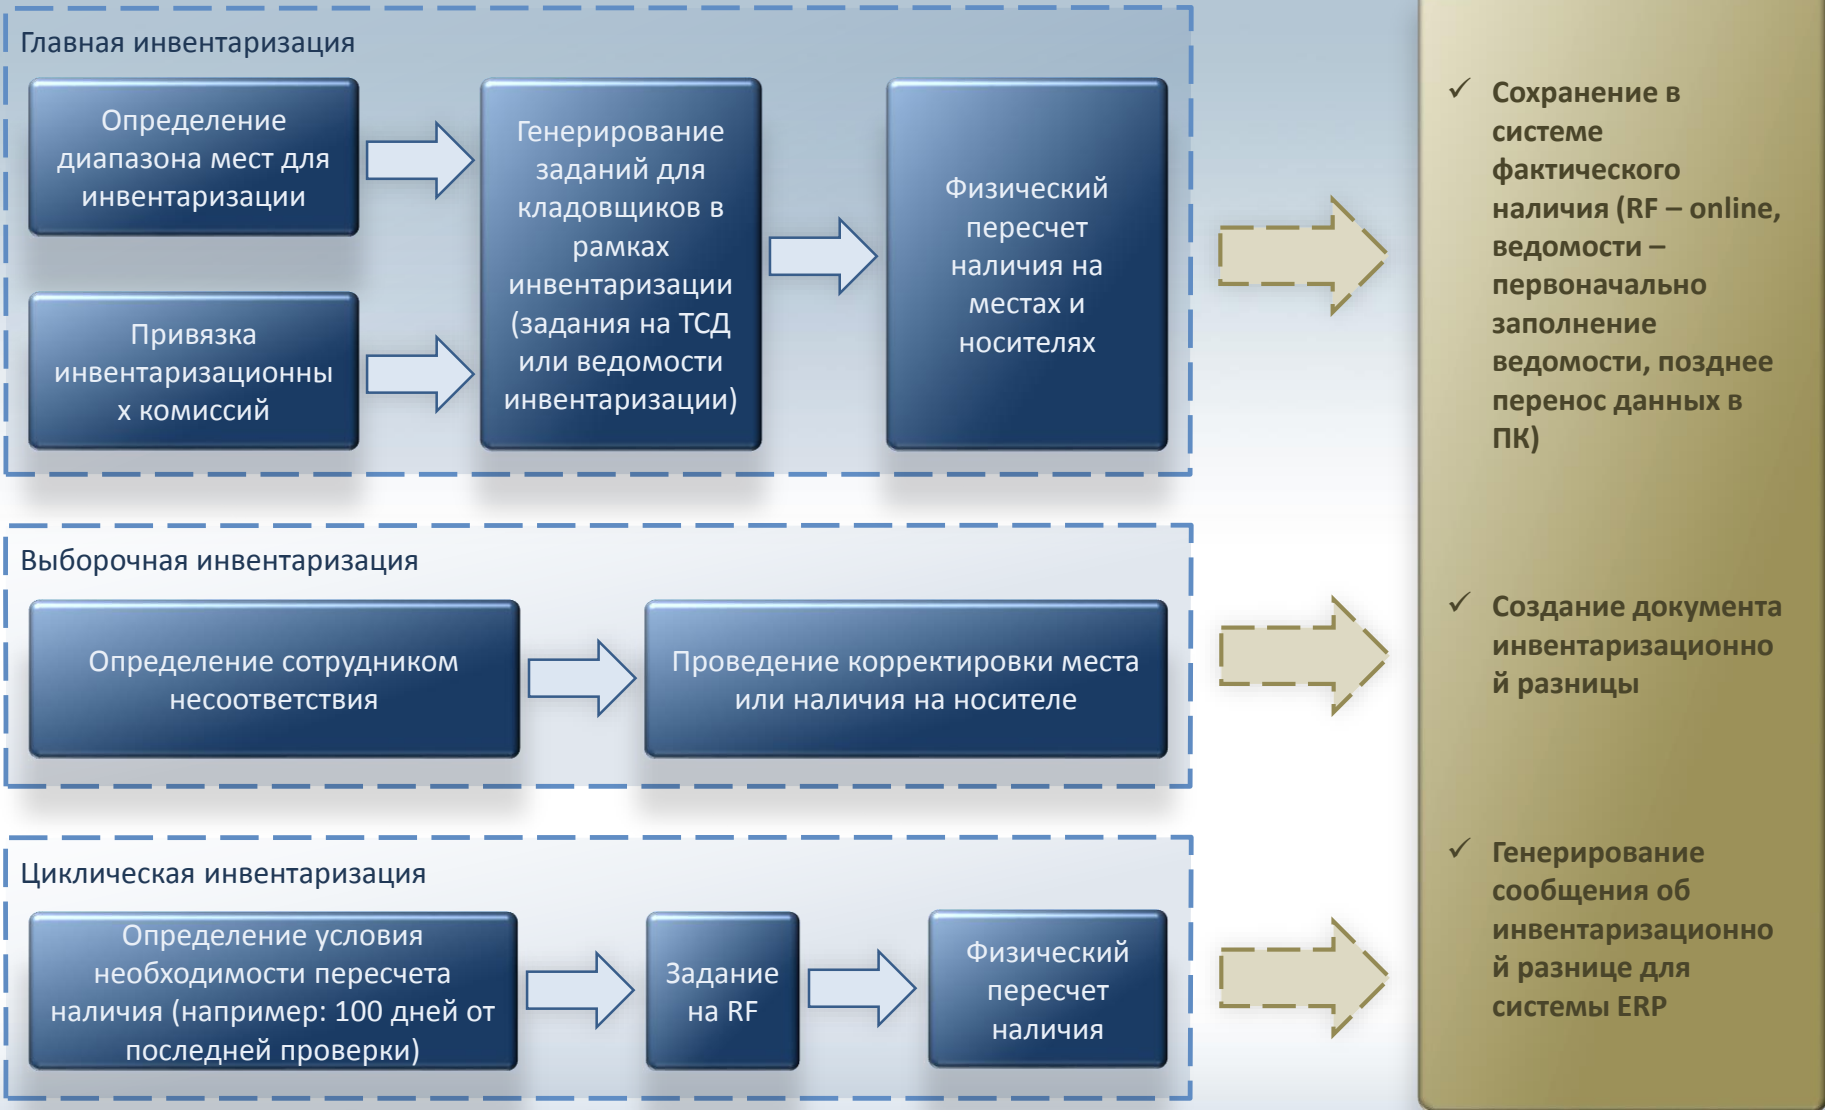 Главная инвентаризация
Определение
диапазона мест для
инвентаризации
Привязка
инвентаризационны
х комиссий
Генерирование
заданий для
кладовщиков в
рамках
инвентаризации
(задания на ТСД
или ведомости
инвентаризации)
Физический
пересчет
наличия на
местах и
носителях
Выборочная инвентаризация
Определение сотрудником
несоответствия
Проведение корректировки места
или наличия на носителе
Циклическая инвентаризация
Определение условия
необходимости пересчета
наличия (например: 100 дней от
последней проверки)
Задание
на RF
Физический
пересчет
наличия
✓ Сохранение в
системе
фактического
наличия (RF – online,
ведомости –
первоначально
заполнение
ведомости, позднее
перенос данных в
ПК)
✓ Создание документа
инвентаризационно
й разницы
✓ Генерирование
сообщения об
инвентаризационно
й разнице для
системы ERP